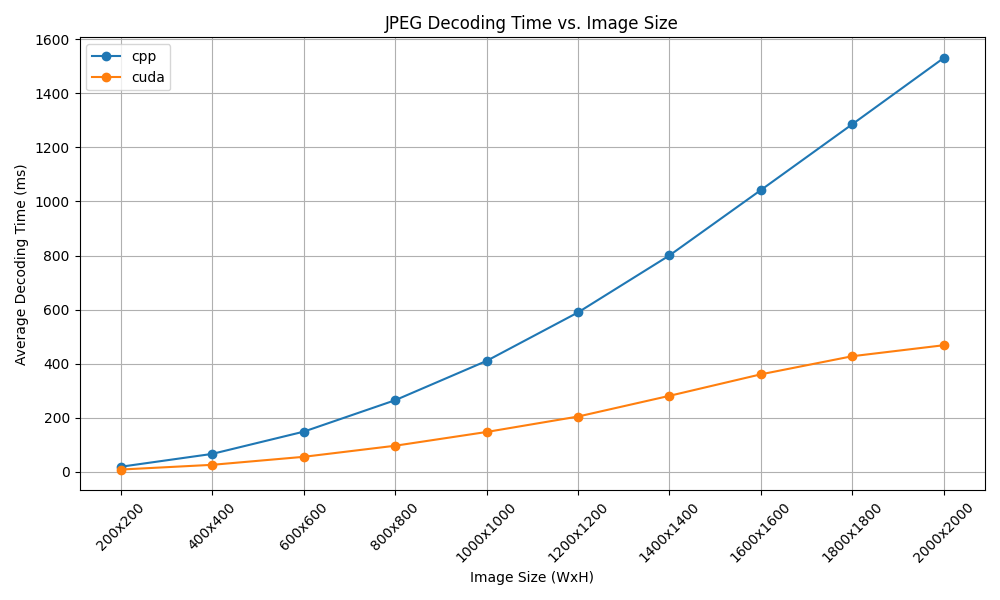 JPEG Decoding Time vs. Image Size
cpp
cuda
Average Decoding Time (ms)
1600
1400
1200
1000
800
600
400
200
0
200x200
400x400
600x600
800x800
1000x1000
1200x1200
1400x1400
1600x1600
1800x1800
2000x2000
Image Size (WxH)